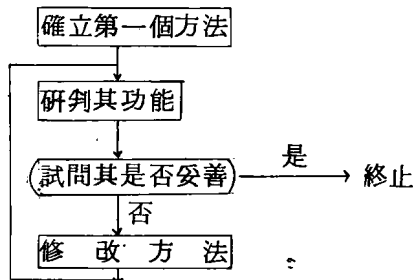 確立第一個方法
研判其功能
試問其是否妥善
是
終止
否
修改方法